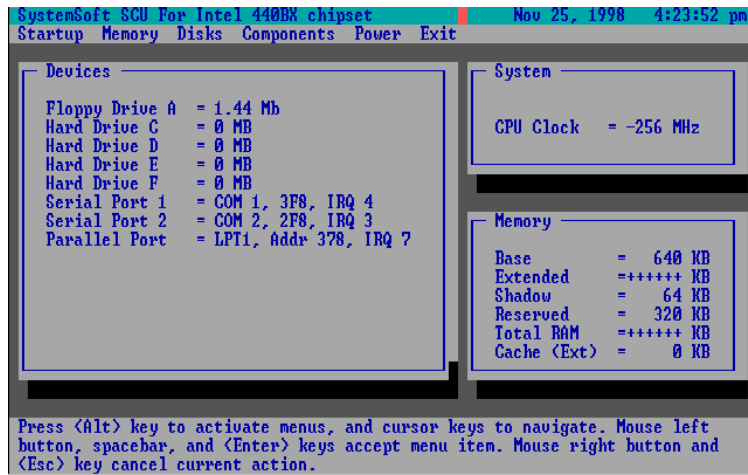 SystemSoft SCU For Intel 440BX chipset Nov 25, 1998 4:23:52 pm
Startup Memory Disks Components Power Exit
Devices
Floppy Drive A = 1.44 Mb
Hard Drive C = 0 MB
Hard Drive D = 0 MB
Hard Drive E = 0 MB
Hard Drive F = 0 MB
Serial Port 1 = COM 1, 3F8, IRQ 4
Serial Port 2 = COM 2, 2F8, IRQ 3
Parallel Port = LPT1, Addr 378, IRQ 7
System
CPU Clock = -256 MHz
Memory
Base = 640 KB
Extended =++++++ KB
Shadow = 64 KB
Reserved = 320 KB
Total RAM =++++++ KB
Cache (Ext) = 0 KB
Press <Alt> key to activate menus, and cursor keys to navigate. Mouse left
button, spacebar, and <Enter> keys accept menu item. Mouse right button and
<Esc> key cancel current action.